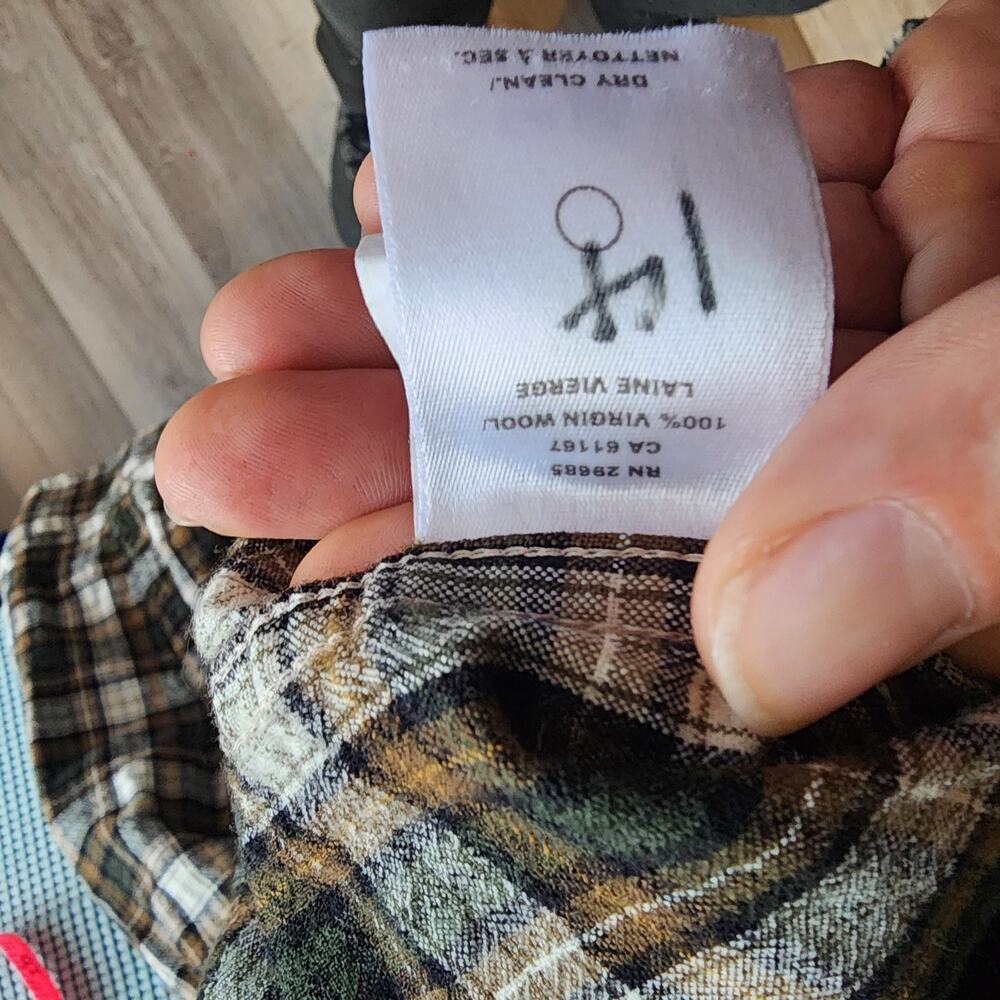 RN 29685
CA 61167
100% VIRGIN WOOL/
LAINE VIERGE
DRY CLEAN./
NETTOYER À SEC.